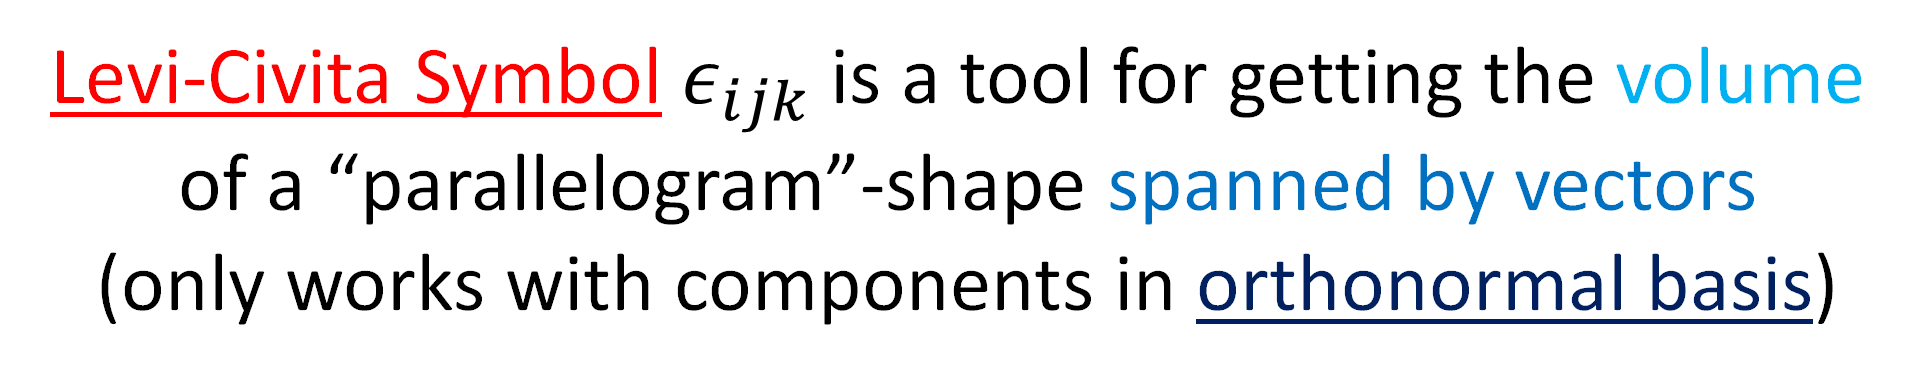 Levi-Civita Symbol ϵᵢⱼₖ is a tool for getting the volume
of a “parallelogram”-shape spanned by vectors
(only works with components in orthonormal basis)